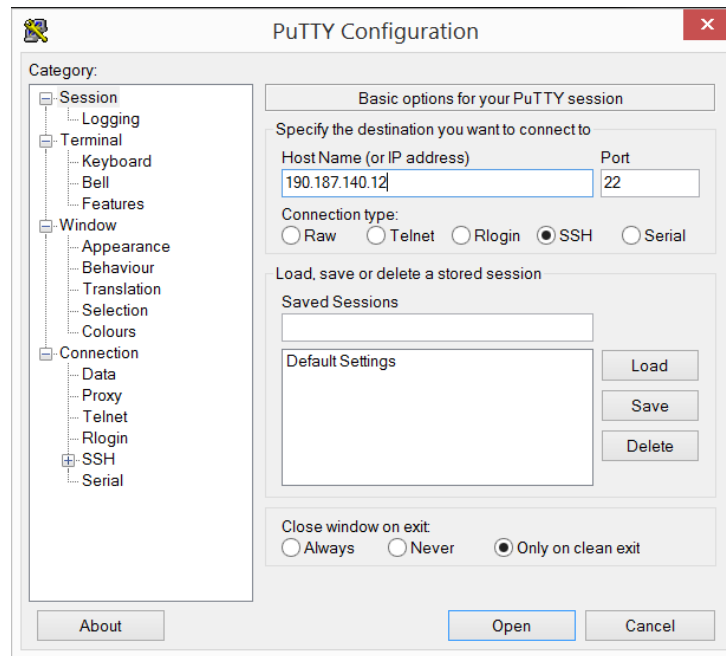 PuTTY Configuration
Category:
Session
Logging
Terminal
Keyboard
Bell
Features
Window
Appearance
Behaviour
Translation
Selection
Colours
Connection
Data
Proxy
Telnet
Rlogin
SSH
Serial
Basic options for your PuTTY session
Specify the destination you want to connect to
Host Name (or IP address) Port
190.187.140.12 22
Connection type:
Raw Telnet Rlogin SSH Serial
Load, save or delete a stored session
Saved Sessions
Default Settings
Load
Save
Delete
Close window on exit:
Always Never Only on clean exit
About Open Cancel